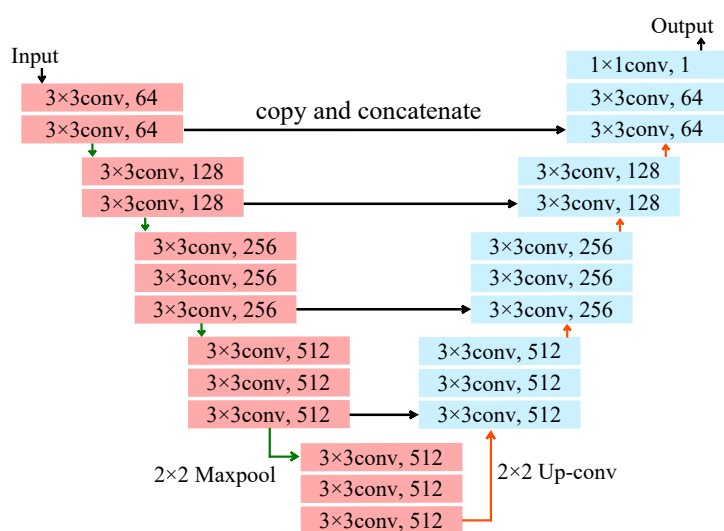 Input
3×3conv, 64
3×3conv, 64
3×3conv, 128
3×3conv, 128
3×3conv, 256
3×3conv, 256
3×3conv, 256
3×3conv, 512
3×3conv, 512
3×3conv, 512
2×2 Maxpool
3×3conv, 512
3×3conv, 512
3×3conv, 512
copy and concatenate
Output
1×1conv, 1
3×3conv, 64
3×3conv, 64
3×3conv, 128
3×3conv, 128
3×3conv, 256
3×3conv, 256
3×3conv, 256
3×3conv, 512
3×3conv, 512
3×3conv, 512
2×2 Up-conv